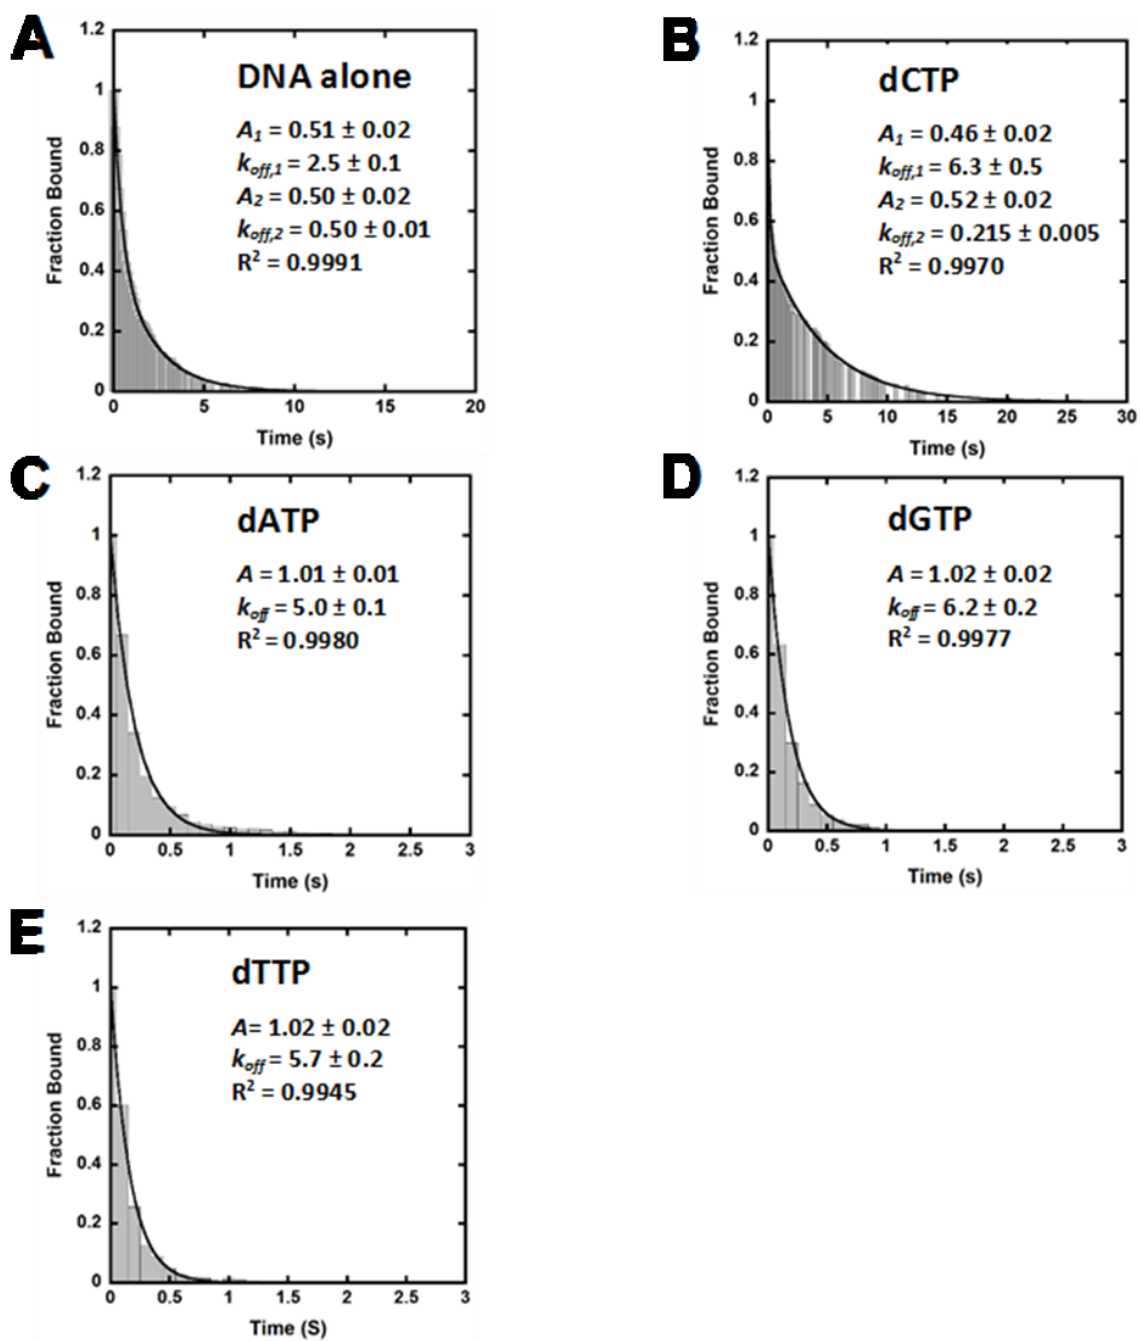 A
DNA alone
A₁ = 0.51 ± 0.02
k_off,1 = 2.5 ± 0.1
A₂ = 0.50 ± 0.02
k_off,2 = 0.50 ± 0.01
R² = 0.9991
Fraction Bound
1.2
1
0.8
0.6
0.4
0.2
0
0 5 10 15 20
Time (s)
B
dCTP
A₁ = 0.46 ± 0.02
k_off,1 = 6.3 ± 0.5
A₂ = 0.52 ± 0.02
k_off,2 = 0.215 ± 0.005
R² = 0.9970
Fraction Bound
1.2
1
0.8
0.6
0.4
0.2
0
0 5 10 15 20 25 30
Time (s)
C
dATP
A = 1.01 ± 0.01
k_off = 5.0 ± 0.1
R² = 0.9980
Fraction Bound
1.2
1
0.8
0.6
0.4
0.2
0
0 0.5 1 1.5 2 2.5 3
Time (s)
D
dGTP
A = 1.02 ± 0.02
k_off = 6.2 ± 0.2
R² = 0.9977
Fraction Bound
1.2
1
0.8
0.6
0.4
0.2
0
0 0.5 1 1.5 2 2.5 3
Time (s)
E
dTTP
A= 1.02 ± 0.02
k_off = 5.7 ± 0.2
R² = 0.9945
Fraction Bound
1.2
1
0.8
0.6
0.4
0.2
0
0 0.5 1 1.5 2 2.5 3
Time (S)